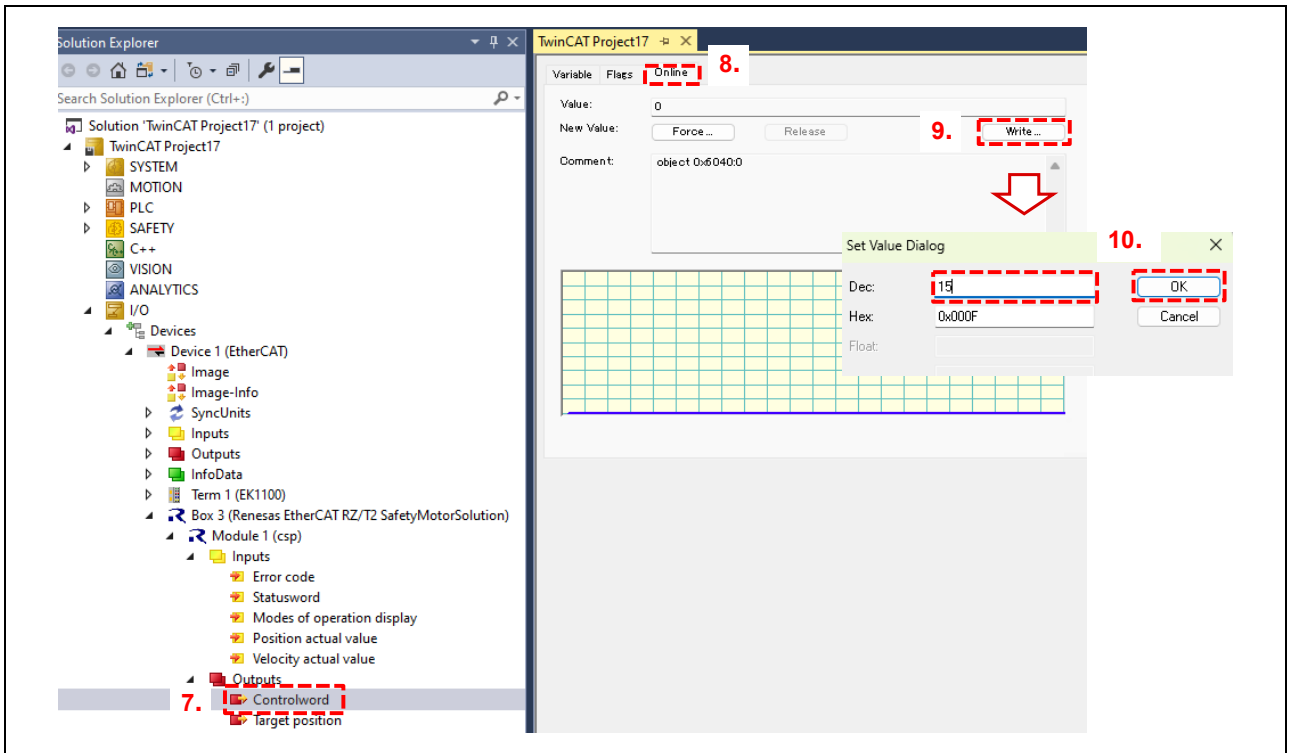 Solution Explorer
Search Solution Explorer (Ctrl+:)
Solution 'TwinCAT Project17' (1 project)
TwinCAT Project17
SYSTEM
MOTION
PLC
SAFETY
C++
VISION
ANALYTICS
I/O
Devices
Device 1 (EtherCAT)
Image
Image-Info
SyncUnits
Inputs
Outputs
InfoData
Term 1 (EK1100)
Box 3 (Renesas EtherCAT RZ/T2 SafetyMotorSolution)
Module 1 (csp)
Inputs
Error code
Statusword
Modes of operation display
Position actual value
Velocity actual value
Outputs
7. Controlword
Target position
TwinCAT Project17
Variable Flags Online 8.
Value: 0
New Value: Force... Release 9. Write...
Comment: object 0x6040:0
Set Value Dialog 10.
Dec: 15 OK
Hex: 0x000F Cancel
Float: